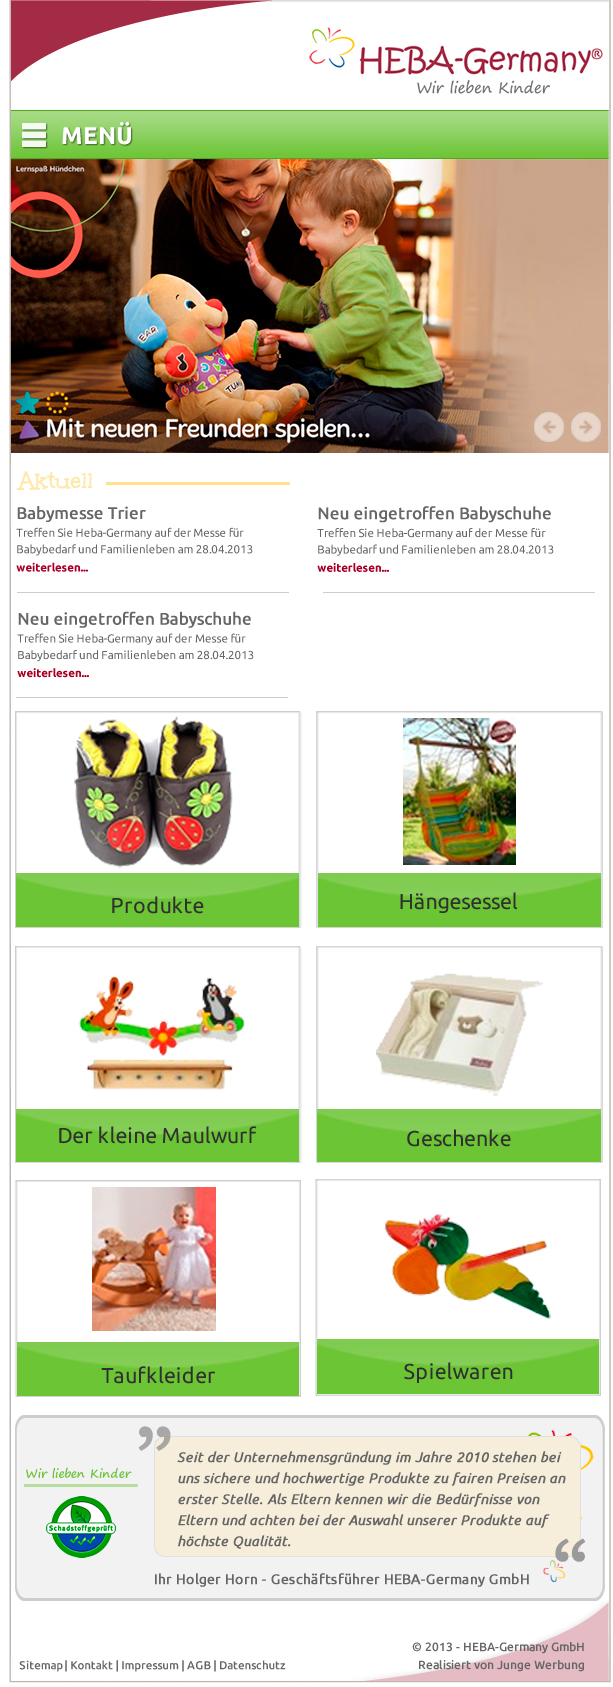 HEBA-Germany®
Wir lieben Kinder
MENÜ
Lernspaß Hündchen
EAR
TUM
Mit neuen Freunden spielen...
Aktuell
Babymesse Trier
Treffen Sie Heba-Germany auf der Messe für
Babybedarf und Familienleben am 28.04.2013
weiterlesen...
Neu eingetroffen Babyschuhe
Treffen Sie Heba-Germany auf der Messe für
Babybedarf und Familienleben am 28.04.2013
weiterlesen...
Neu eingetroffen Babyschuhe
Treffen Sie Heba-Germany auf der Messe für
Babybedarf und Familienleben am 28.04.2013
weiterlesen...
Produkte
Hängesessel
Der kleine Maulwurf
Geschenke
Taufkleider
Spielwaren
Wir lieben Kinder
Schadstoffgeprüft
”
Seit der Unternehmensgründung im Jahre 2010 stehen bei
uns sichere und hochwertige Produkte zu fairen Preisen an
erster Stelle. Als Eltern kennen wir die Bedürfnisse von
Eltern und achten bei der Auswahl unserer Produkte auf
höchste Qualität.
“
Ihr Holger Horn - Geschäftsführer HEBA-Germany GmbH
© 2013 - HEBA-Germany GmbH
Sitemap | Kontakt | Impressum | AGB | Datenschutz
Realisiert von Junge Werbung